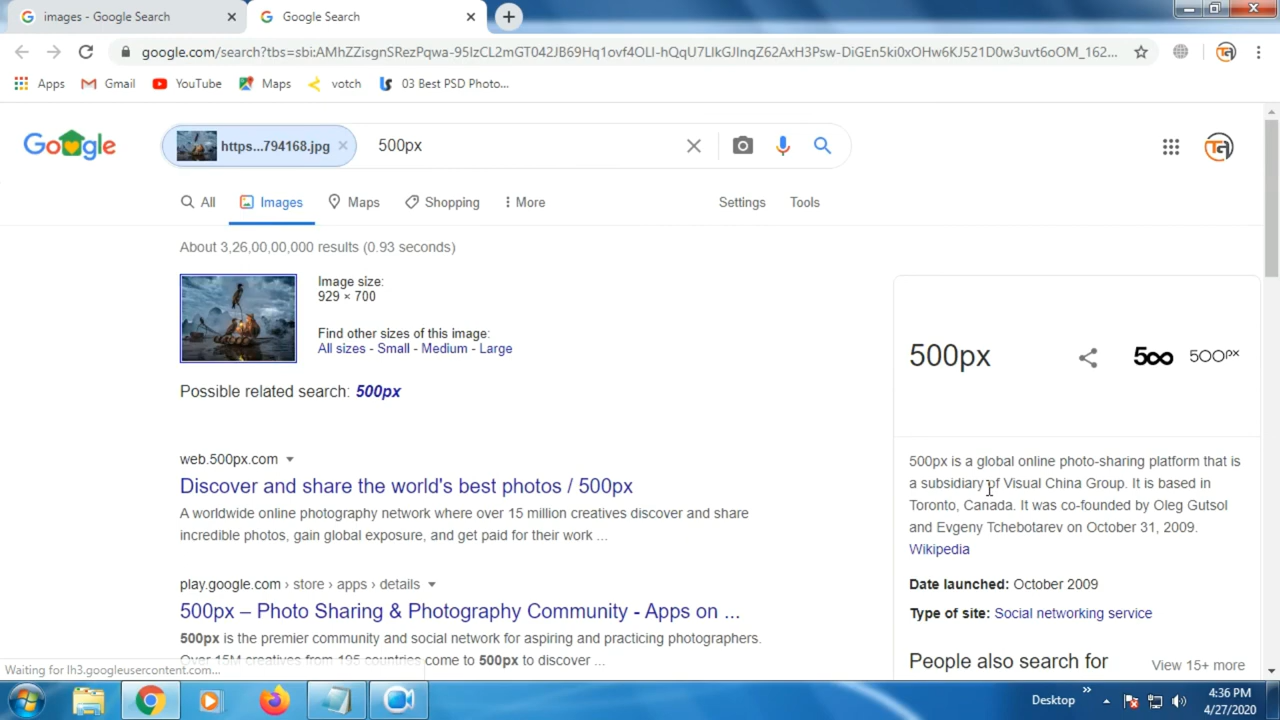 images - Google Search
Google Search
google.com/search?tbs=sbi:AMhZZisgnSRezPqwa-95IzCL2mGT042JB69Hq1ovf4OLI-hQqU7LlkGJlnqZ62AxH3Psw-DiGEn5ki0xOHw6KJ521D0w3uvt6oOM_162...
Apps
Gmail
YouTube
Maps
votch
03 Best PSD Photo...
Google
https...794168.jpg
500px
All
Images
Maps
Shopping
More
Settings
Tools
About 3,26,00,00,000 results (0.93 seconds)
Image size:
929 × 700
Find other sizes of this image:
All sizes - Small - Medium - Large
Possible related search: 500px
web.500px.com
Discover and share the world's best photos / 500px
A worldwide online photography network where over 15 million creatives discover and share
incredible photos, gain global exposure, and get paid for their work ...
play.google.com › store › apps › details
500px – Photo Sharing & Photography Community - Apps on ...
500px is the premier community and social network for aspiring and practicing photographers.
Over 15M creatives from 195 countries come to 500px to discover ...
500px
500px
500px is a global online photo-sharing platform that is
a subsidiary of Visual China Group. It is based in
Toronto, Canada. It was co-founded by Oleg Gutsol
and Evgeny Tchebotarev on October 31, 2009.
Wikipedia
Date launched: October 2009
Type of site: Social networking service
People also search for
View 15+ more
Waiting for lh3.googleusercontent.com...
Desktop
4:36 PM
4/27/2020